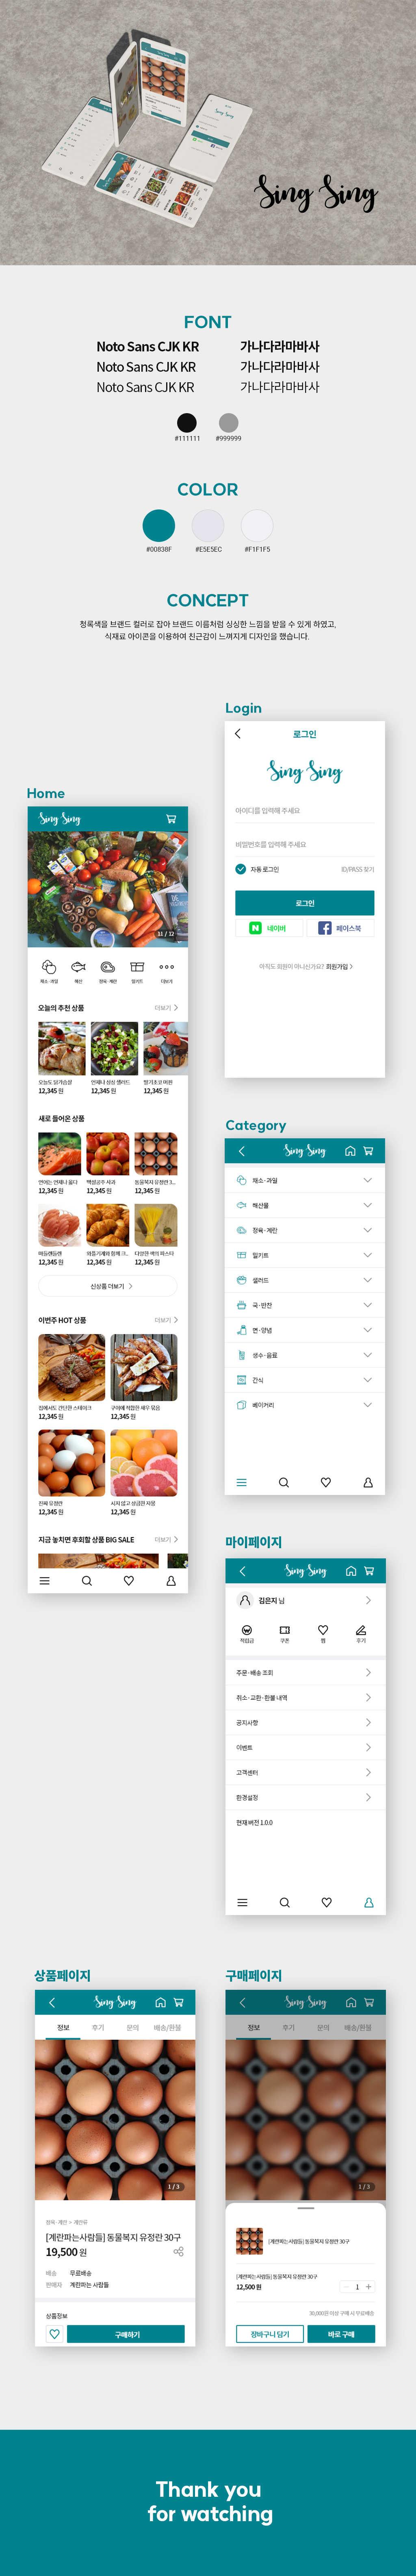 Sing Sing
FONT
Noto Sans CJK KR
가나다라마바사
Noto Sans CJK KR
가나다라마바사
Noto Sans CJK KR
가나다라마바사
#111111
#999999
COLOR
#00838F
#E5E5EC
#F1F1F5
CONCEPT
청록색을 브랜드 컬러로 잡아 브랜드 이름처럼 싱싱한 느낌을 받을 수 있게 하였고,
식재료 아이콘을 이용하여 친근감이 느껴지게 디자인을 했습니다.
Login
로그인
Sing Sing
아이디를 입력해 주세요
비밀번호를 입력해 주세요
자동 로그인
ID/PASS 찾기
로그인
네이버
페이스북
아직도 회원이 아니신가요? 회원가입
Home
Sing Sing
11 / 12
채소·과일
해산
정육·계란
밀키트
더보기
오늘의 추천 상품
더보기
오늘도 닭가슴살
언제나 싱싱 샐러드
딸기초코 머핀
12,345 원
12,345 원
12,345 원
새로 들어온 상품
연어는 언제나 옳다
백설공주 사과
동물복지 유정란 3...
12,345 원
12,345 원
12,345 원
와플기계와 함께 크...
다양한 색의 파스타
12,345 원
12,345 원
12,345 원
신상품 더보기
이번주 HOT 상품
더보기
집에서도 간단한 스테이크
구이에 적합한 새우 묶음
12,345 원
12,345 원
진짜 유정란
시지 않고 상큼한 자몽
12,345 원
12,345 원
지금 놓치면 후회할 상품 BIG SALE
더보기
Category
Sing Sing
채소·과일
해산물
정육·계란
밀키트
샐러드
국·반찬
면·양념
생수·음료
간식
베이커리
마이페이지
Sing Sing
김은지 님
적립금
쿠폰
찜
후기
주문·배송 조회
취소·교환·환불 내역
공지사항
이벤트
고객센터
환경설정
현재 버전 1.0.0
상품페이지
Sing Sing
정보
후기
문의
배송/환불
1 / 3
정육·계란 > 계란류
[계란파는사람들] 동물복지 유정란 30구
19,500 원
배송
무료배송
판매자
계란파는 사람들
상품정보
구매하기
구매페이지
Sing Sing
정보
후기
문의
배송/환불
1 / 3
[계란파는사람들] 동물복지 유정란 30구
[계란파는사람들] 동물복지 유정란 30구
12,500 원
1
30,000원 이상 구매 시 무료배송
장바구니 담기
바로 구매
Thank you
for watching